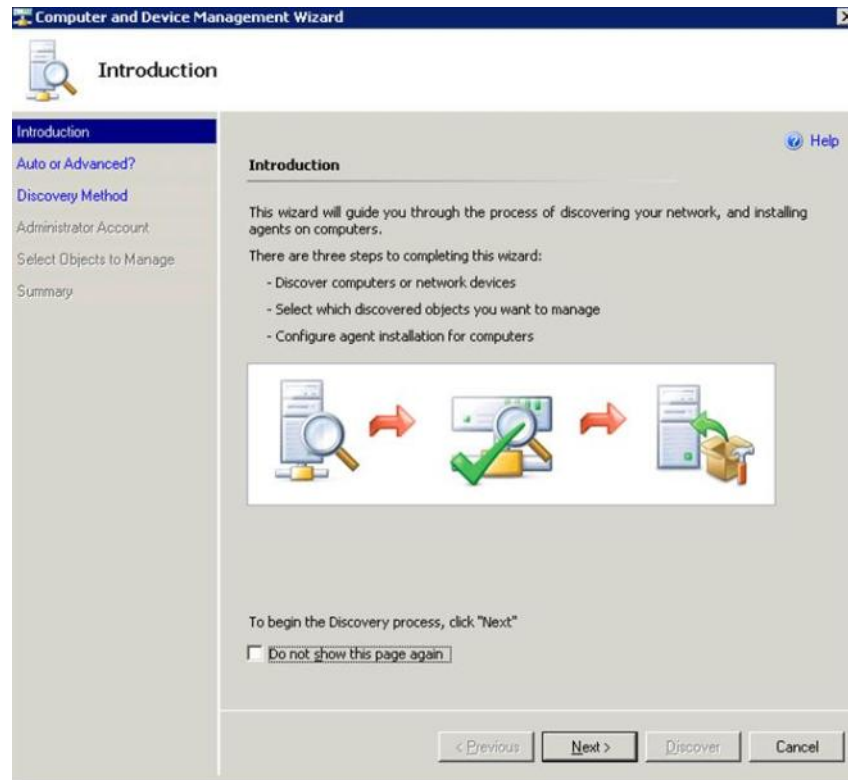 Computer and Device Management Wizard
Introduction
Introduction
Auto or Advanced?
Discovery Method
Administrator Account
Select Objects to Manage
Summary
Help
Introduction
This wizard will guide you through the process of discovering your network, and installing
agents on computers.
There are three steps to completing this wizard:
- Discover computers or network devices
- Select which discovered objects you want to manage
- Configure agent installation for computers
To begin the Discovery process, click "Next"
Do not show this page again
< Previous
Next >
Discover
Cancel